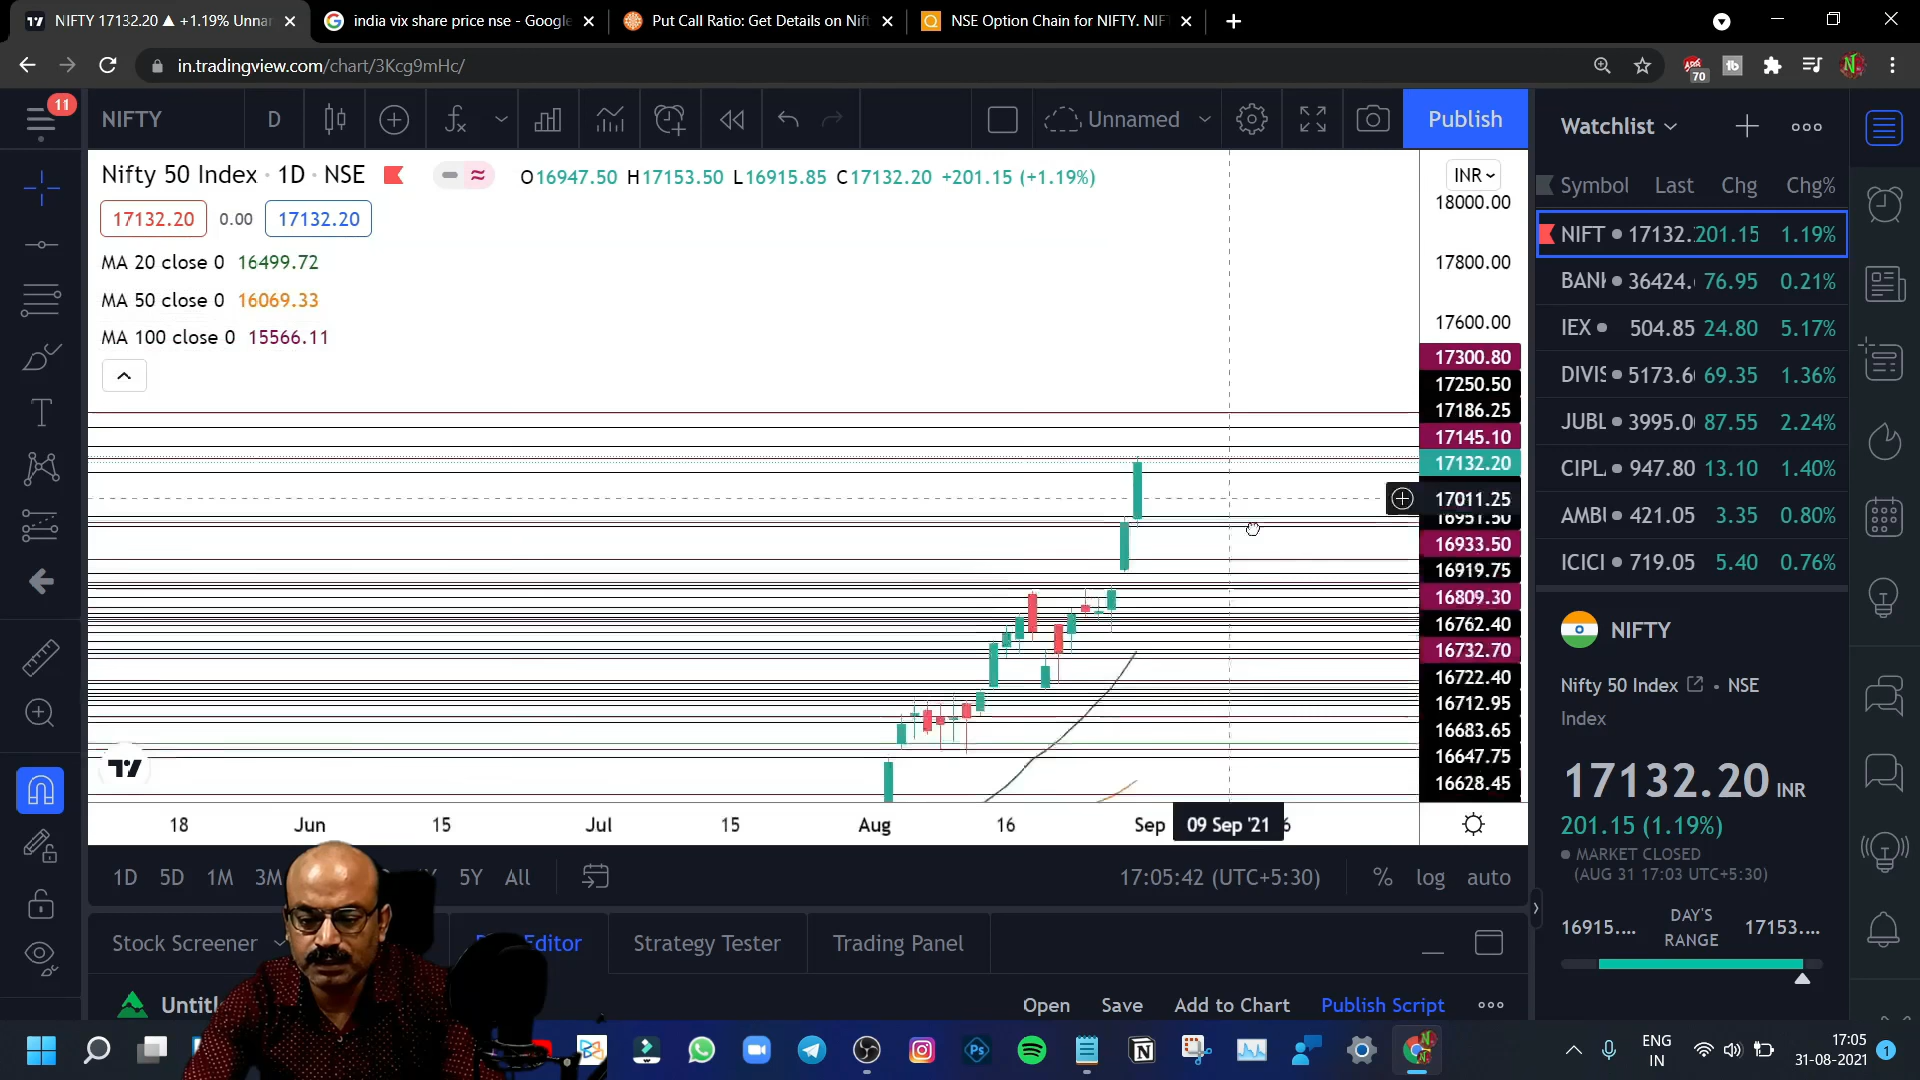 NIFTY 17132.20 ▲ +1.19% Unnar
india vix share price nse - Google
Put Call Ratio: Get Details on Nift
NSE Option Chain for NIFTY. NIFT
in.tradingview.com/chart/3Kcg9mHc/
70
11
NIFTY
D
Unnamed
Publish
Watchlist
Nifty 50 Index · 1D · NSE
O16947.50 H17153.50 L16915.85 C17132.20 +201.15 (+1.19%)
17132.20 0.00 17132.20
MA 20 close 0 16499.72
MA 50 close 0 16069.33
MA 100 close 0 15566.11
INR
18000.00
17800.00
17600.00
17300.80
17250.50
17186.25
17145.10
17132.20
17011.25
16951.50
16933.50
16919.75
16809.30
16762.40
16732.70
16722.40
16712.95
16683.65
16647.75
16628.45
Symbol Last Chg Chg%
NIFT 17132. 201.15 1.19%
BANK 36424. 76.95 0.21%
IEX 504.85 24.80 5.17%
DIVIS 5173.6 69.35 1.36%
JUBL 3995.0 87.55 2.24%
CIPL 947.80 13.10 1.40%
AMBU 421.05 3.35 0.80%
ICICI 719.05 5.40 0.76%
NIFTY
Nifty 50 Index · NSE
Index
17132.20 INR
201.15 (1.19%)
MARKET CLOSED
(AUG 31 17:03 UTC+5:30)
16915.... DAY'S RANGE 17153....
18 Jun 15 Jul 15 Aug 16 Sep 09 Sep '21 6
1D 5D 1M 3M 5Y All
17:05:42 (UTC+5:30)
% log auto
Stock Screener
Editor
Strategy Tester
Trading Panel
Untitl
Open Save Add to Chart Publish Script
ENG
IN
17:05
31-08-2021
1